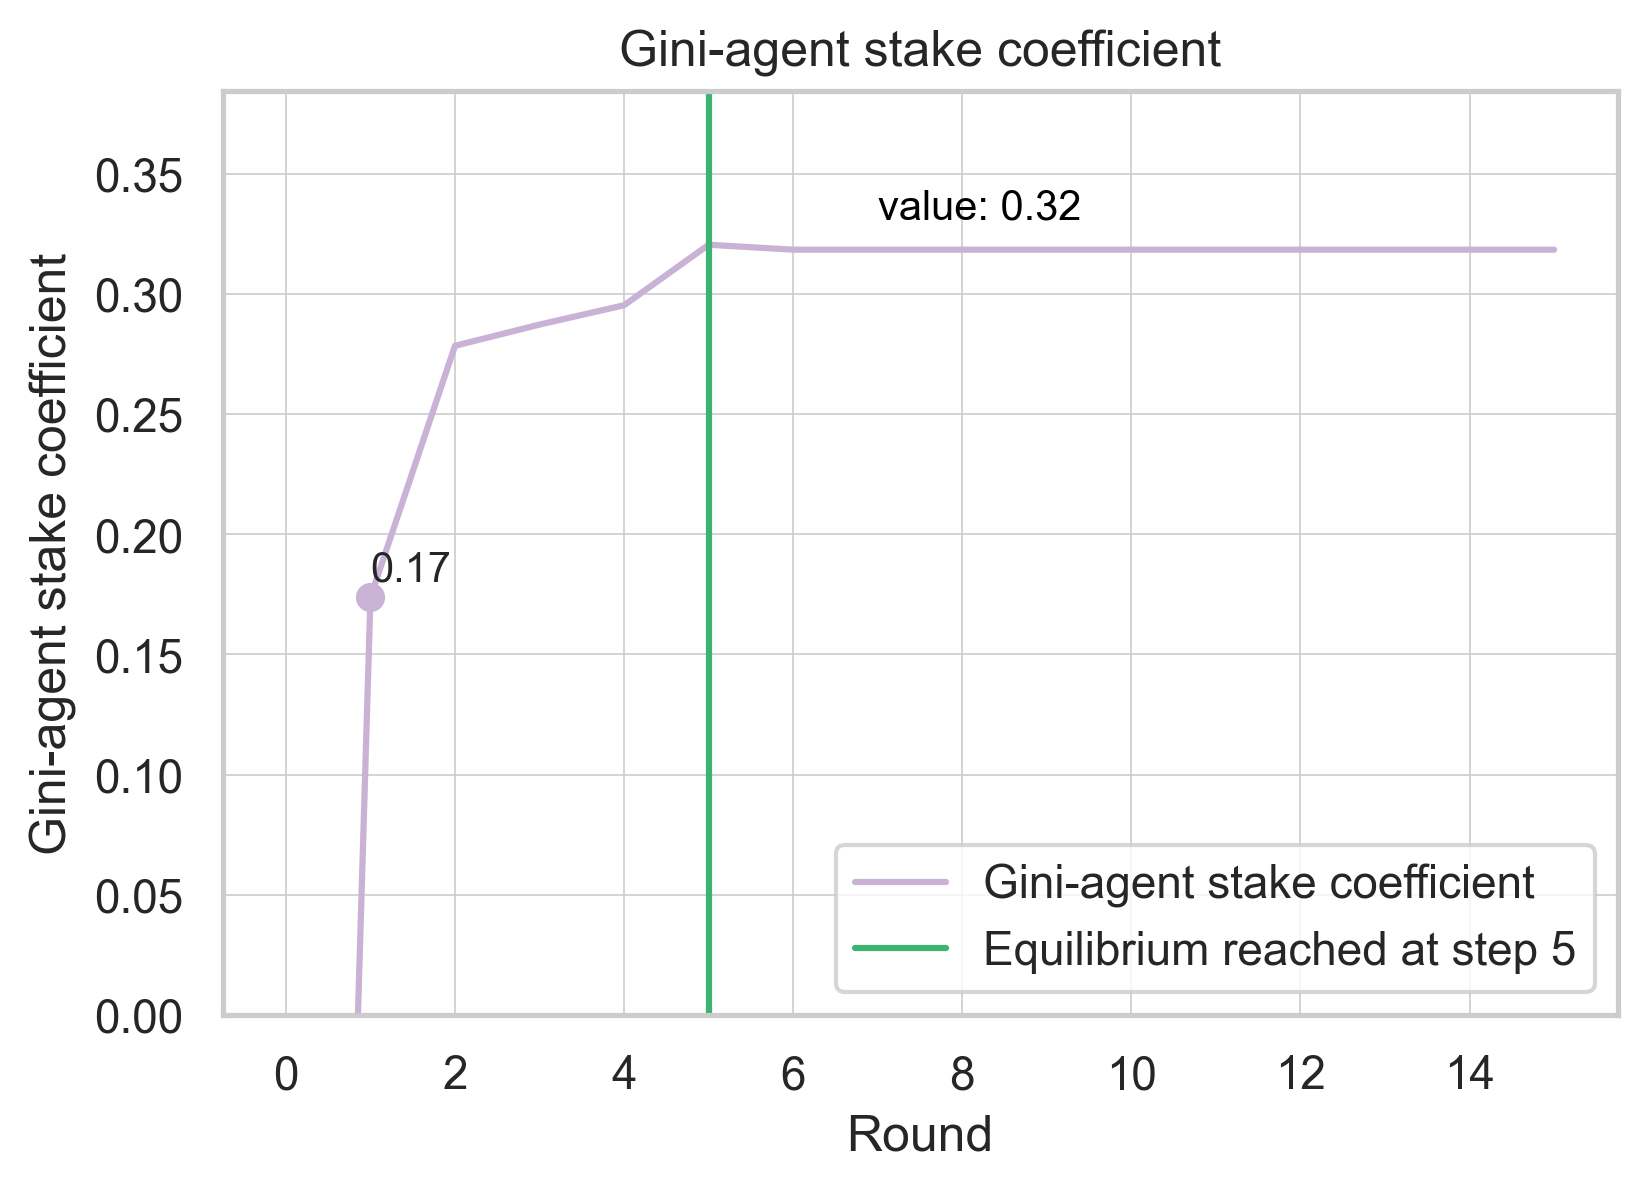 Gini-agent stake coefficient
Gini-agent stake coefficient
0.35
0.30
0.25
0.20
0.15
0.10
0.05
0.00
value: 0.32
0.17
Gini-agent stake coefficient
Equilibrium reached at step 5
0 2 4 6 8 10 12 14
Round